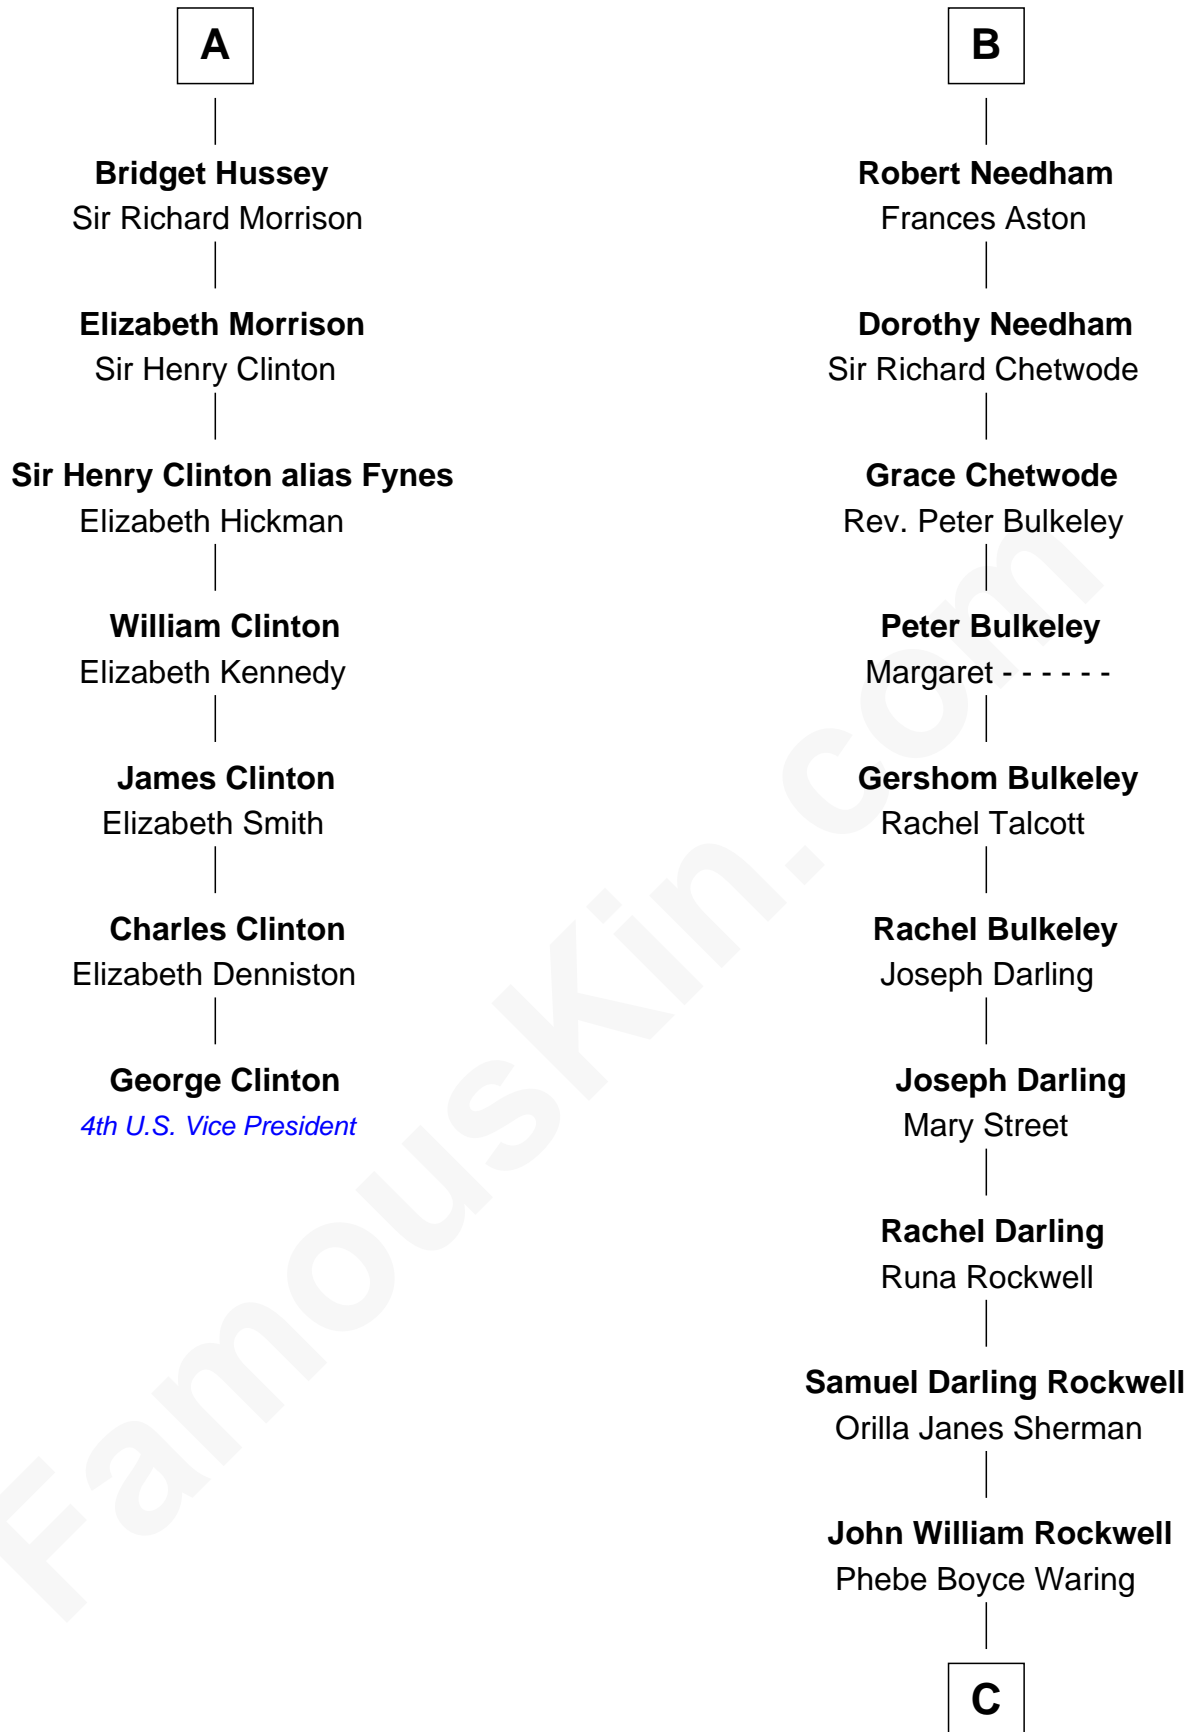 A
Bridget Hussey
Sir Richard Morrison
Elizabeth Morrison
Sir Henry Clinton
Sir Henry Clinton alias Fynes
Elizabeth Hickman
William Clinton
Elizabeth Kennedy
James Clinton
Elizabeth Smith
Charles Clinton
Elizabeth Denniston
George Clinton
4th U.S. Vice President
B
Robert Needham
Frances Aston
Dorothy Needham
Sir Richard Chetwode
Grace Chetwode
Rev. Peter Bulkeley
Peter Bulkeley
Margaret - - - - - -
Gershom Bulkeley
Rachel Talcott
Rachel Bulkeley
Joseph Darling
Joseph Darling
Mary Street
Rachel Darling
Runa Rockwell
Samuel Darling Rockwell
Orilla Janes Sherman
John William Rockwell
Phebe Boyce Waring
C
FamousKin.com